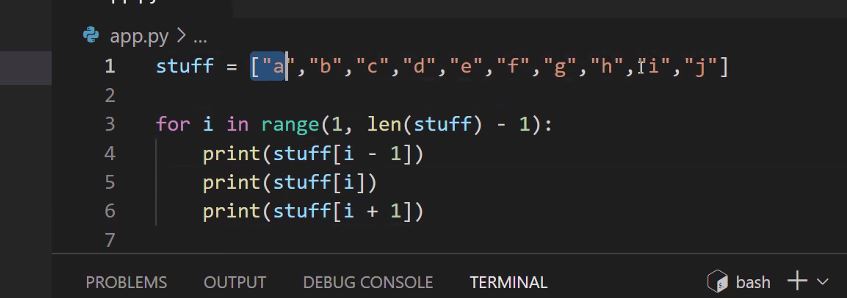 app.py > ...
1 stuff = ["a","b","c","d","e","f","g","h","i","j"]
2
3 for i in range(1, len(stuff) - 1):
4     print(stuff[i - 1])
5     print(stuff[i])
6     print(stuff[i + 1])
7
PROBLEMS OUTPUT DEBUG CONSOLE TERMINAL bash